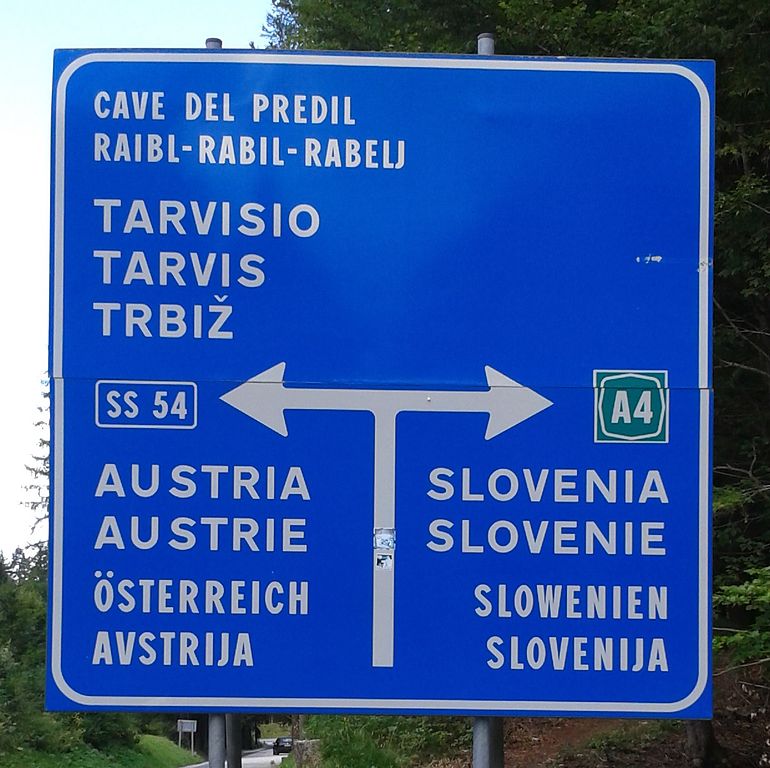 CAVE DEL PREDIL
RAIBL-RABIL-RABELJ
TARVISIO
TARVIS
TRBIŽ
SS 54
A4
AUSTRIA
AUSTRIE
ÖSTERREICH
AVSTRIJA
SLOVENIA
SLOVENIE
SLOWENIEN
SLOVENIJA